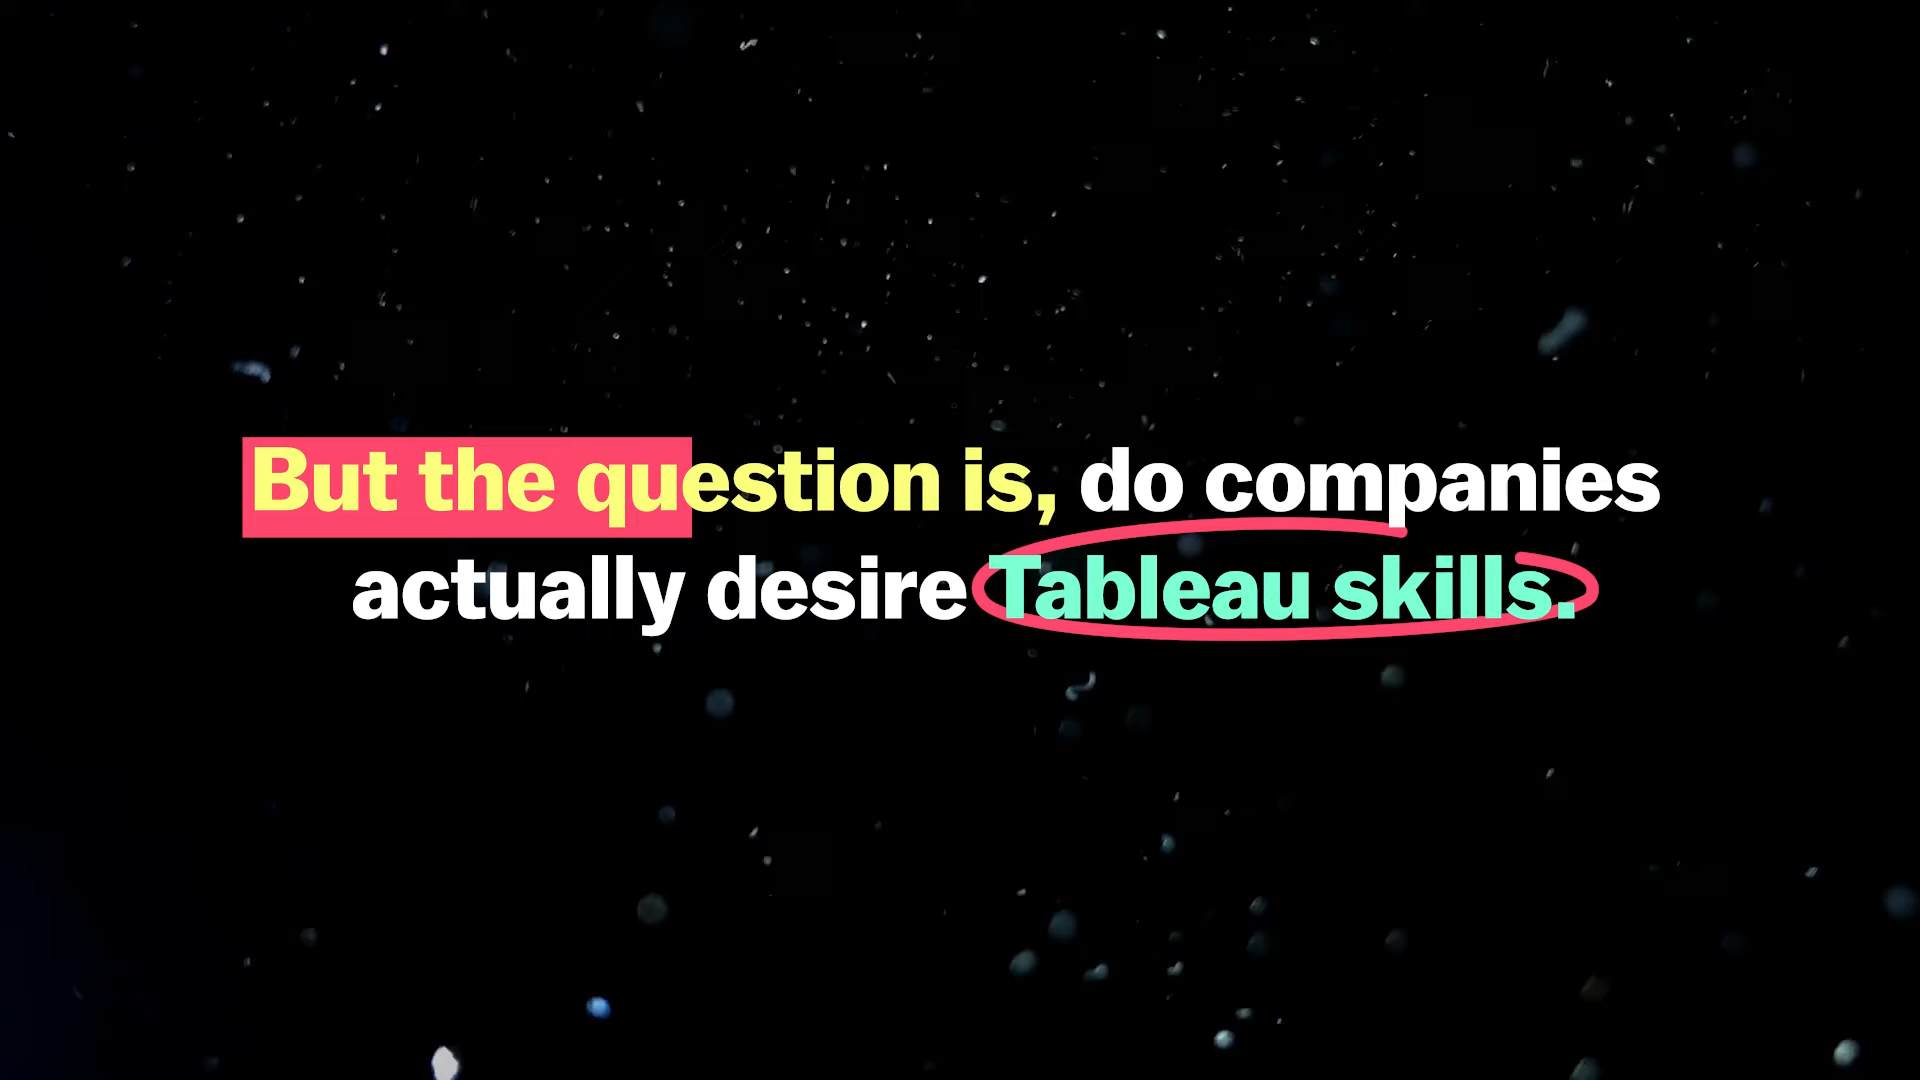 But the question is, do companies
actually desire Tableau skills.